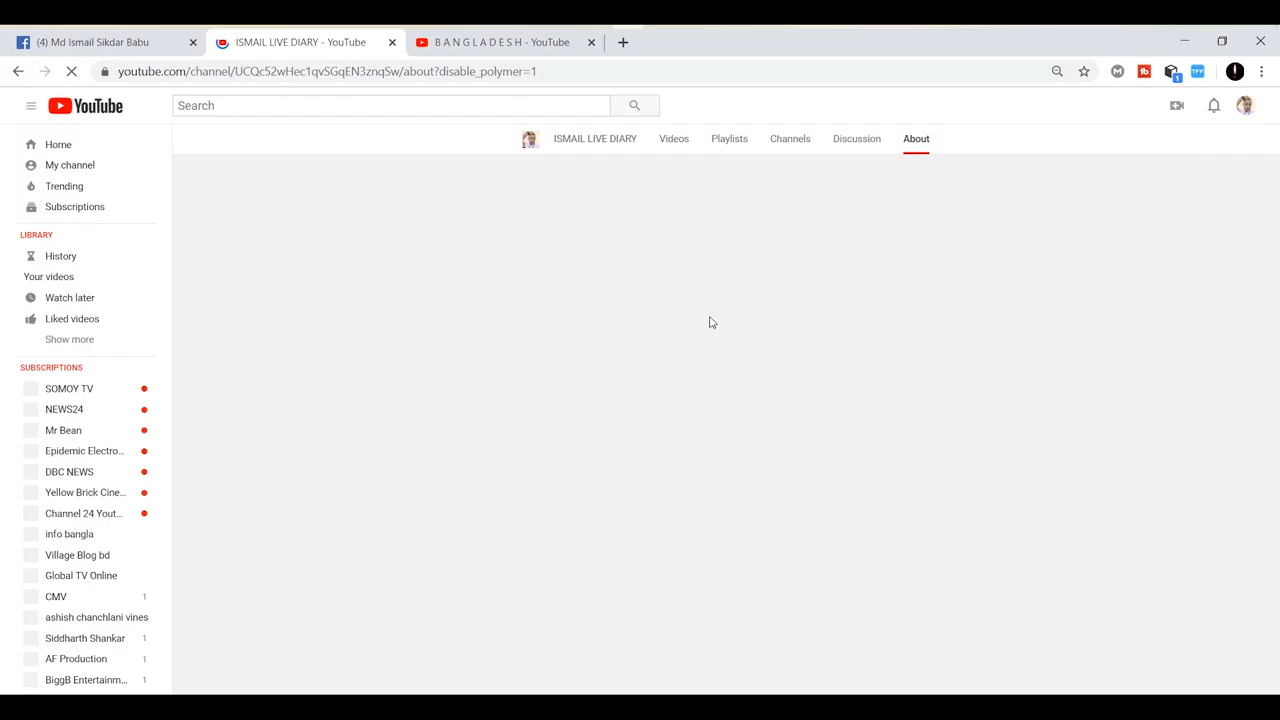 (4) Md Ismail Sikdar Babu
ISMAIL LIVE DIARY - YouTube
B A N G L A D E S H - YouTube
youtube.com/channel/UCQc52wHec1qvSGqEN3znqSw/about?disable_polymer=1
YouTube
Search
ISMAIL LIVE DIARY
Videos
Playlists
Channels
Discussion
About
Home
My channel
Trending
Subscriptions
LIBRARY
History
Your videos
Watch later
Liked videos
Show more
SUBSCRIPTIONS
SOMOY TV
NEWS24
Mr Bean
Epidemic Electro...
DBC NEWS
Yellow Brick Cine...
Channel 24 Yout...
info bangla
Village Blog bd
Global TV Online
CMV 1
ashish chanchlani vines
Siddharth Shankar 1
AF Production 1
BiggB Entertainm... 1